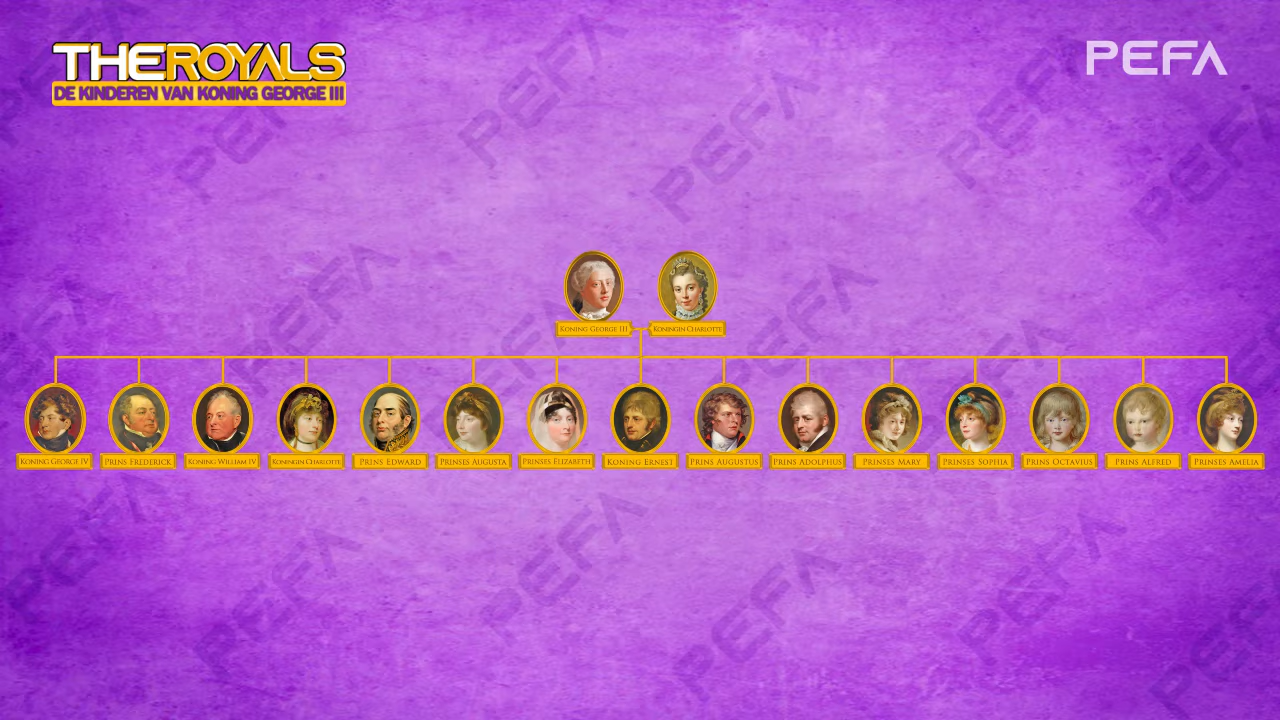 THEROYALS
DE KINDEREN VAN KONING GEORGE III
PEFA
KONING GEORGE III
KONINGIN CHARLOTTE
KONING GEORGE IV
PRINS FREDERICK
KONING WILLIAM IV
KONINGIN CHARLOTTE
PRINS EDWARD
PRINSES AUGUSTA
PRINSES ELIZABETH
KONING ERNEST
PRINS AUGUSTUS
PRINS ADOLPHUS
PRINSES MARY
PRINSES SOPHIA
PRINS OCTAVIUS
PRINS ALFRED
PRINSES AMELIA